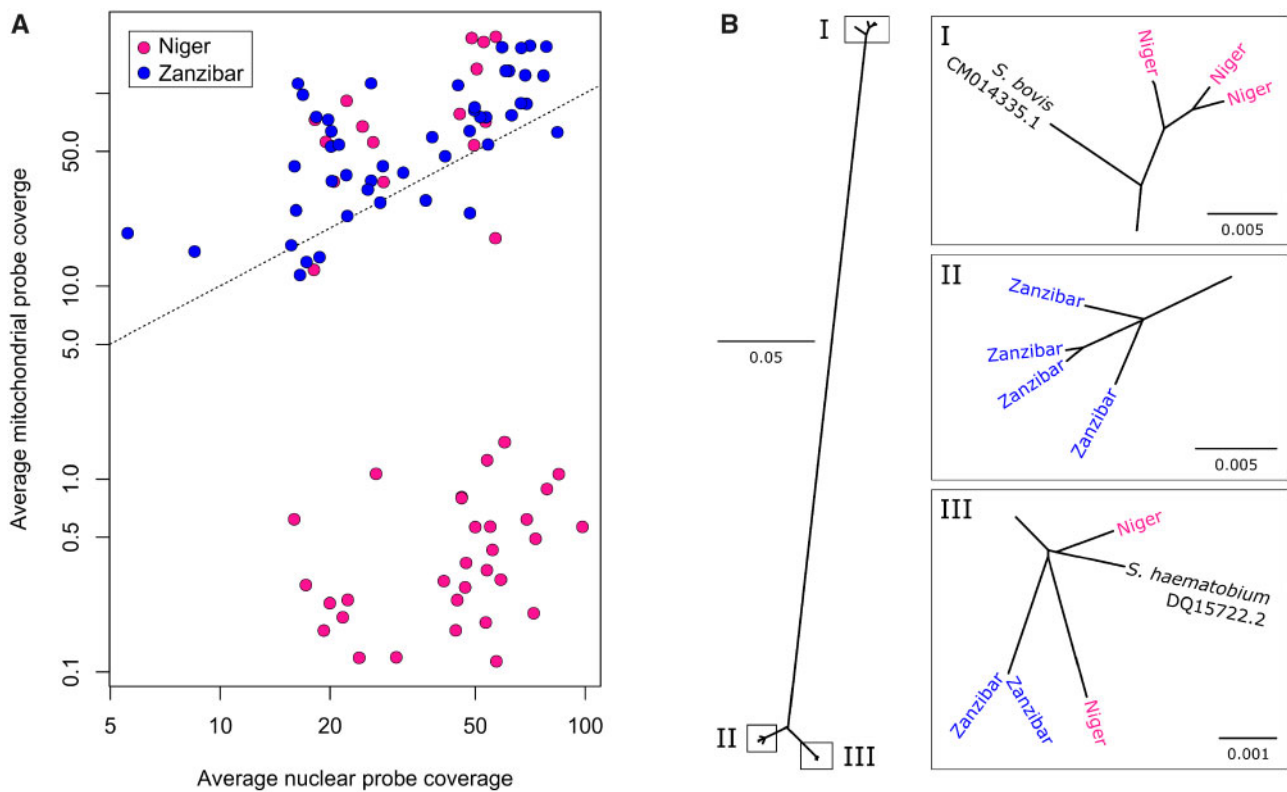 A
Niger
Zanzibar
50.0
10.0
5.0
1.0
0.5
0.1
5
10
20
50
100
Average mitochondrial probe coverge
Average nuclear probe coverage
B
I
0.05
II
III
I
S. bovis
CM014335.1
Niger
Niger
Niger
0.005
II
Zanzibar
Zanzibar
Zanzibar
Zanzibar
0.005
III
Niger
S. haematobium
DQ15722.2
Zanzibar
Zanzibar
Niger
0.001